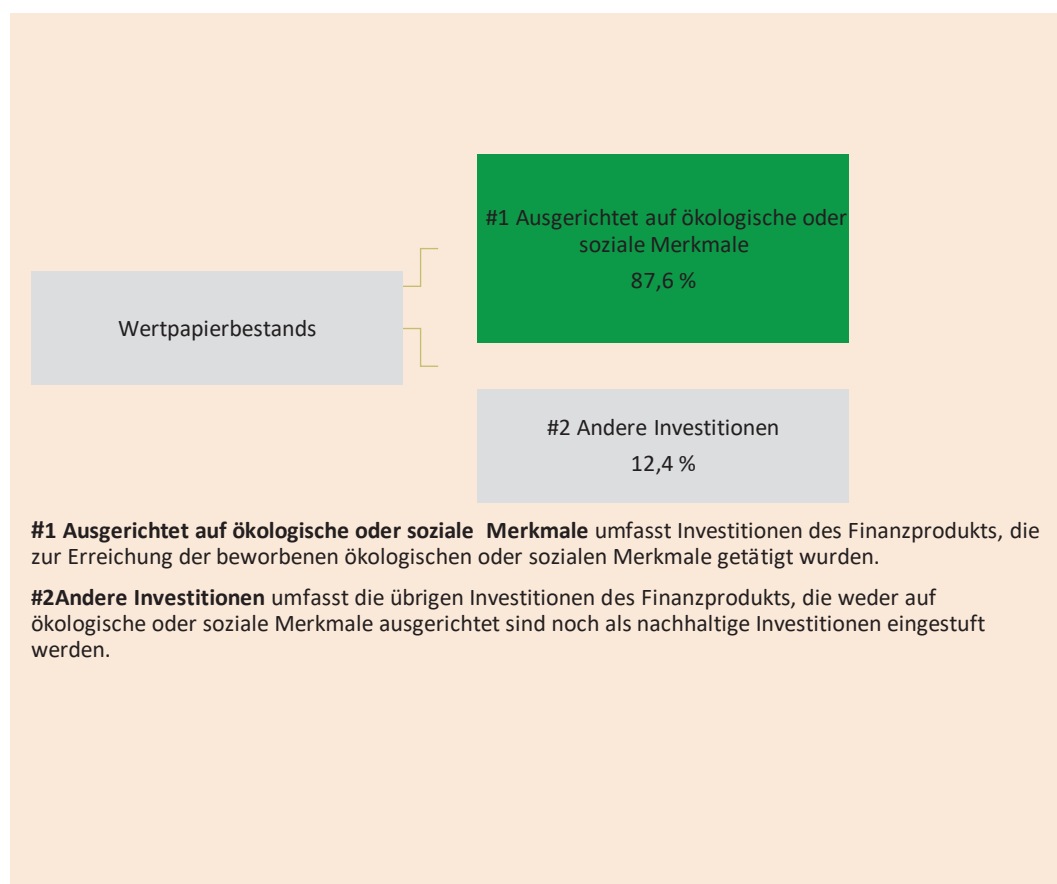 #1 Ausgerichtet auf ökologische oder
soziale Merkmale
87,6 %
Wertpapierbestands
#2 Andere Investitionen
12,4 %
#1 Ausgerichtet auf ökologische oder soziale  Merkmale umfasst Investitionen des Finanzprodukts, die
zur Erreichung der beworbenen ökologischen oder sozialen Merkmale getätigt wurden.
#2Andere Investitionen umfasst die übrigen Investitionen des Finanzprodukts, die weder auf
ökologische oder soziale Merkmale ausgerichtet sind noch als nachhaltige Investitionen eingestuft
werden.